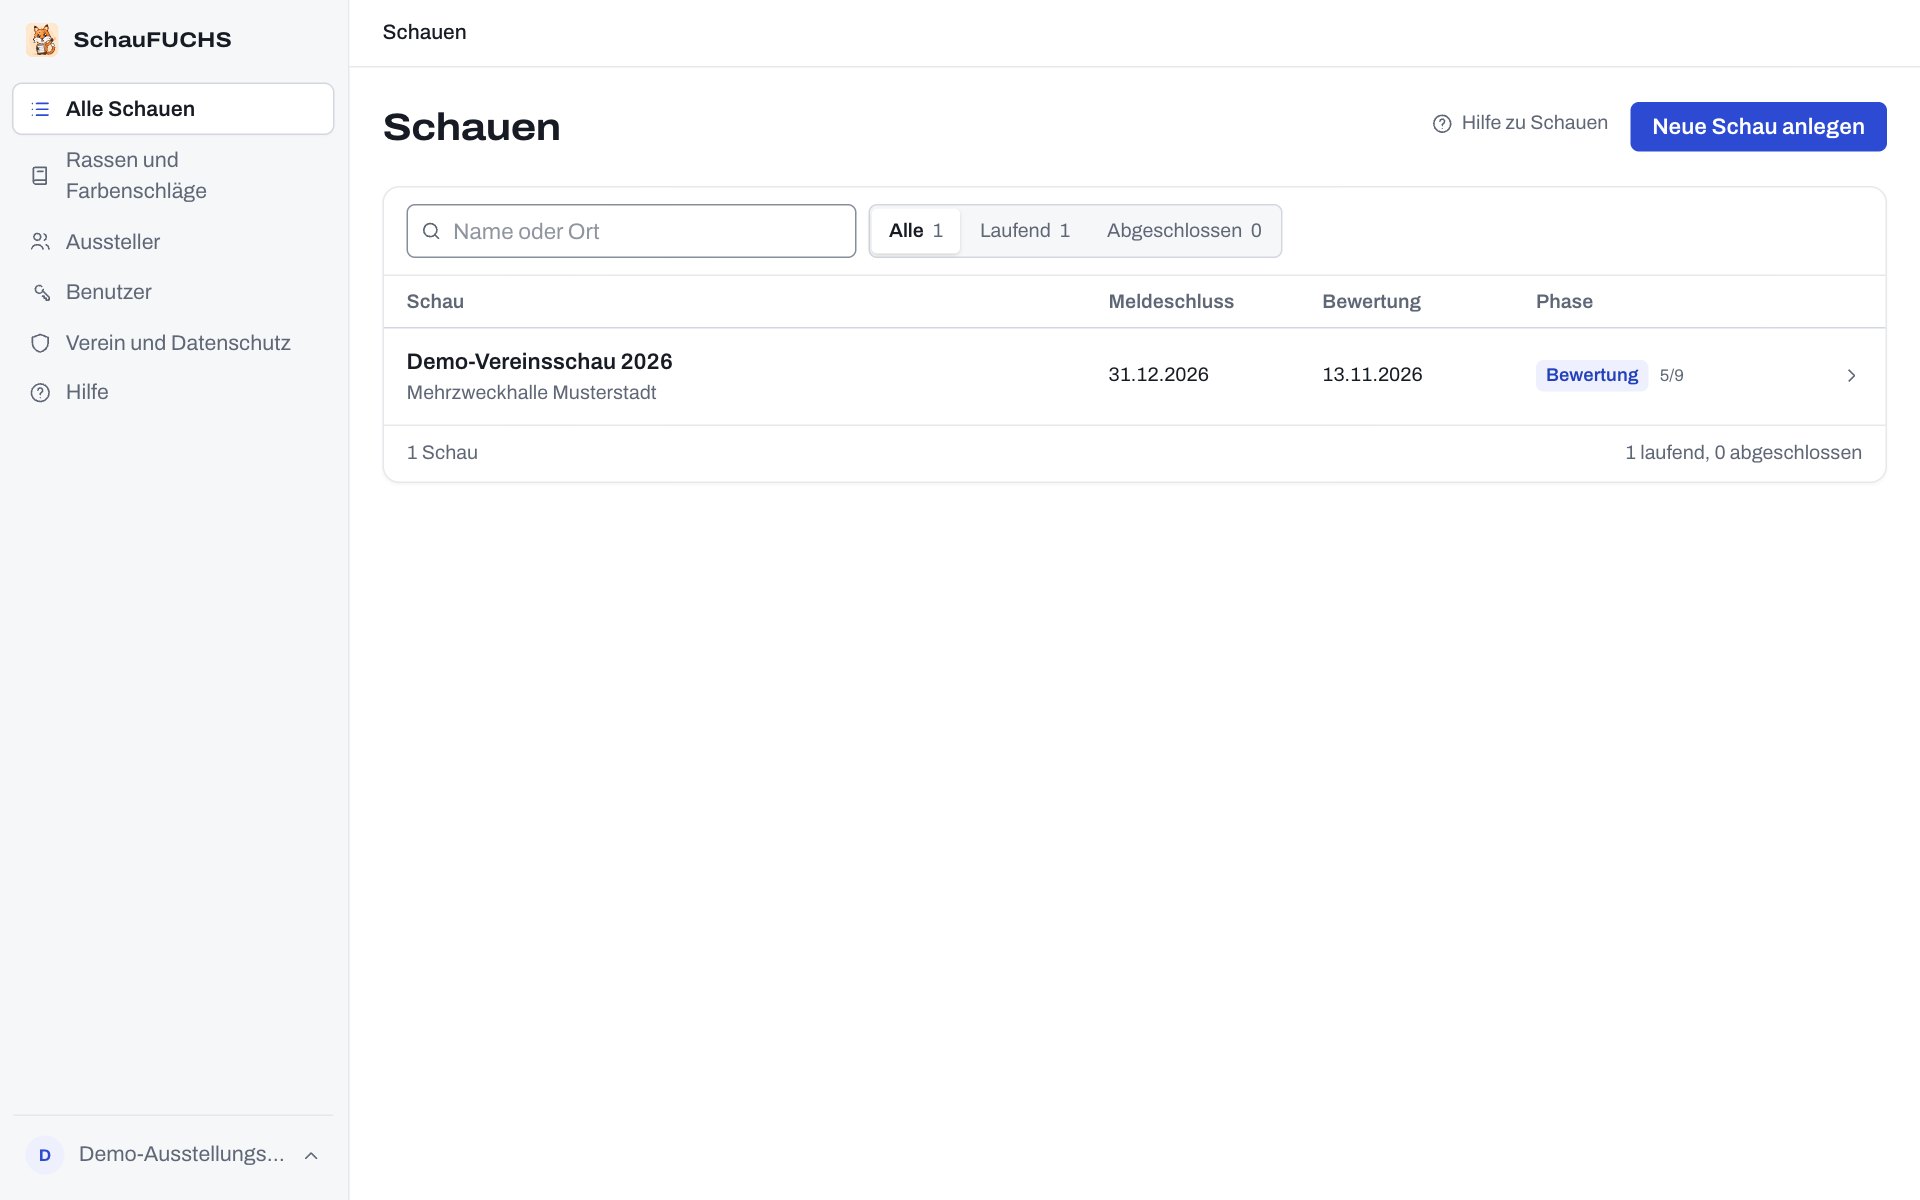 SchauFUCHS
Alle Schauen
Rassen und
Farbenschläge
Aussteller
Benutzer
Verein und Datenschutz
Hilfe
D Demo-Ausstellungs...
Schauen
Schauen
Hilfe zu Schauen
Neue Schau anlegen
Name oder Ort
Alle 1 Laufend 1 Abgeschlossen 0
Schau Meldeschluss Bewertung Phase
Demo-Vereinsschau 2026
Mehrzweckhalle Musterstadt
31.12.2026 13.11.2026 Bewertung 5/9
1 Schau 1 laufend, 0 abgeschlossen